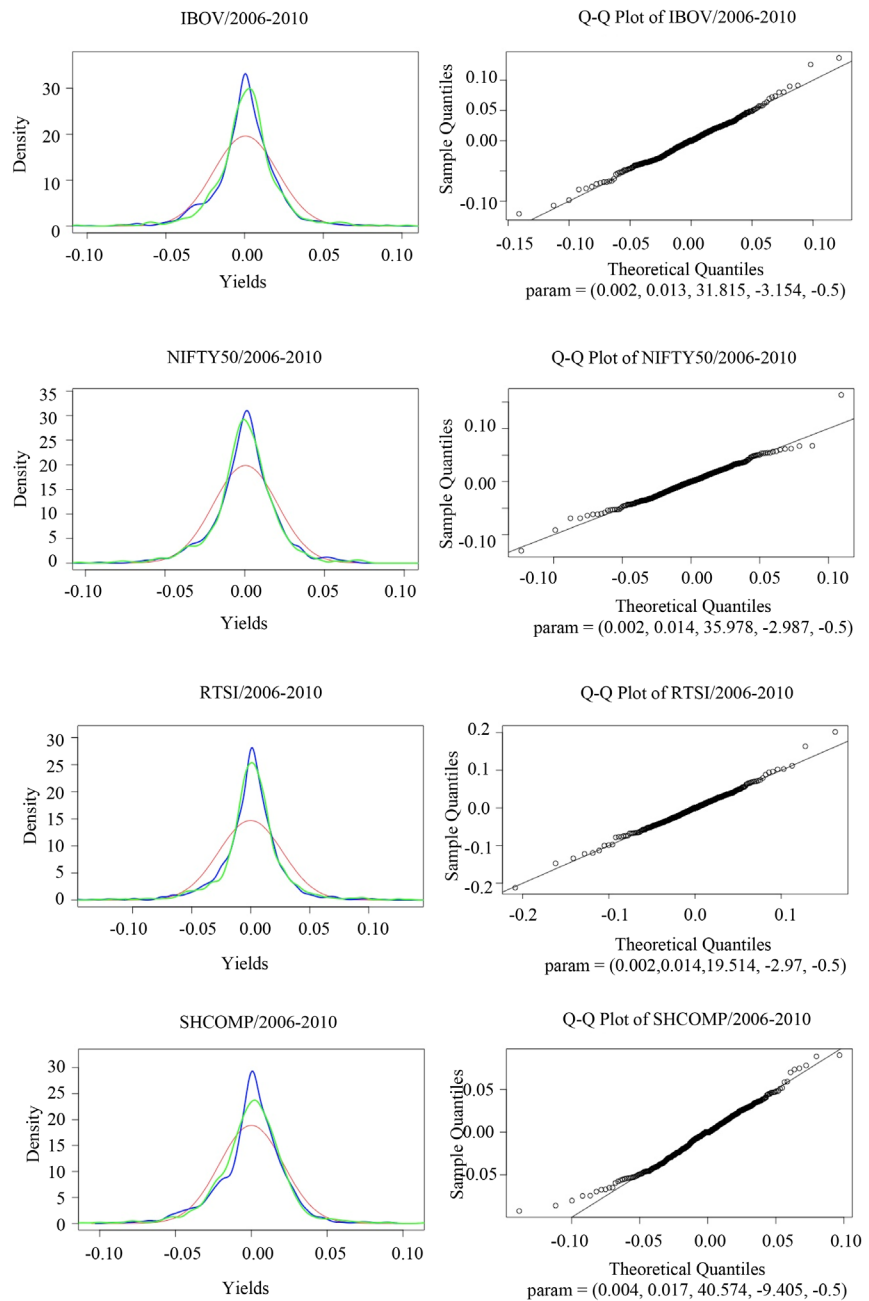 IBOV/2006-2010
Density
30
20
10
0
-0.10 -0.05 0.00 0.05 0.10
Yields
Q-Q Plot of IBOV/2006-2010
Sample Quantiles
0.10
0.05
0.00
-0.10
-0.15 -0.10 -0.05 0.00 0.05 0.10
Theoretical Quantiles
param = (0.002, 0.013, 31.815, -3.154, -0.5)
NIFTY50/2006-2010
Density
35
30
25
20
15
10
5
0
-0.10 -0.05 0.00 0.05 0.10
Yields
Q-Q Plot of NIFTY50/2006-2010
Sample Quantiles
0.10
0.00
-0.10
-0.10 -0.05 0.00 0.05 0.10
Theoretical Quantiles
param = (0.002, 0.014, 35.978, -2.987, -0.5)
RTSI/2006-2010
Density
30
25
20
15
10
5
0
-0.10 -0.05 0.00 0.05 0.10
Yields
Q-Q Plot of RTSI/2006-2010
Sample Quantiles
0.2
0.1
0.0
-0.1
-0.2
-0.2 -0.1 0.0 0.1
Theoretical Quantiles
param = (0.002,0.014,19.514, -2.97, -0.5)
SHCOMP/2006-2010
Density
30
25
20
15
10
5
0
-0.10 -0.05 0.00 0.05 0.10
Yields
Q-Q Plot of SHCOMP/2006-2010
Sample Quantiles
0.05
0.00
-0.05
-0.10 -0.05 0.00 0.05 0.10
Theoretical Quantiles
param = (0.004, 0.017, 40.574, -9.405, -0.5)